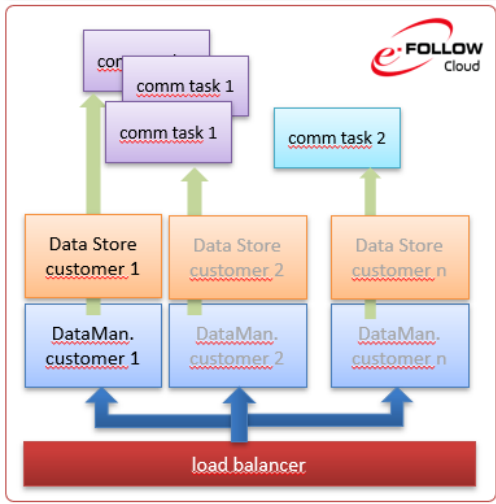 e-FOLLOW
Cloud
comm task 1
comm task 1
comm task 2
Data Store
customer 1
Data Store
customer 2
Data Store
customer n
DataMan.
customer 1
DataMan.
customer 2
DataMan.
customer n
load balancer